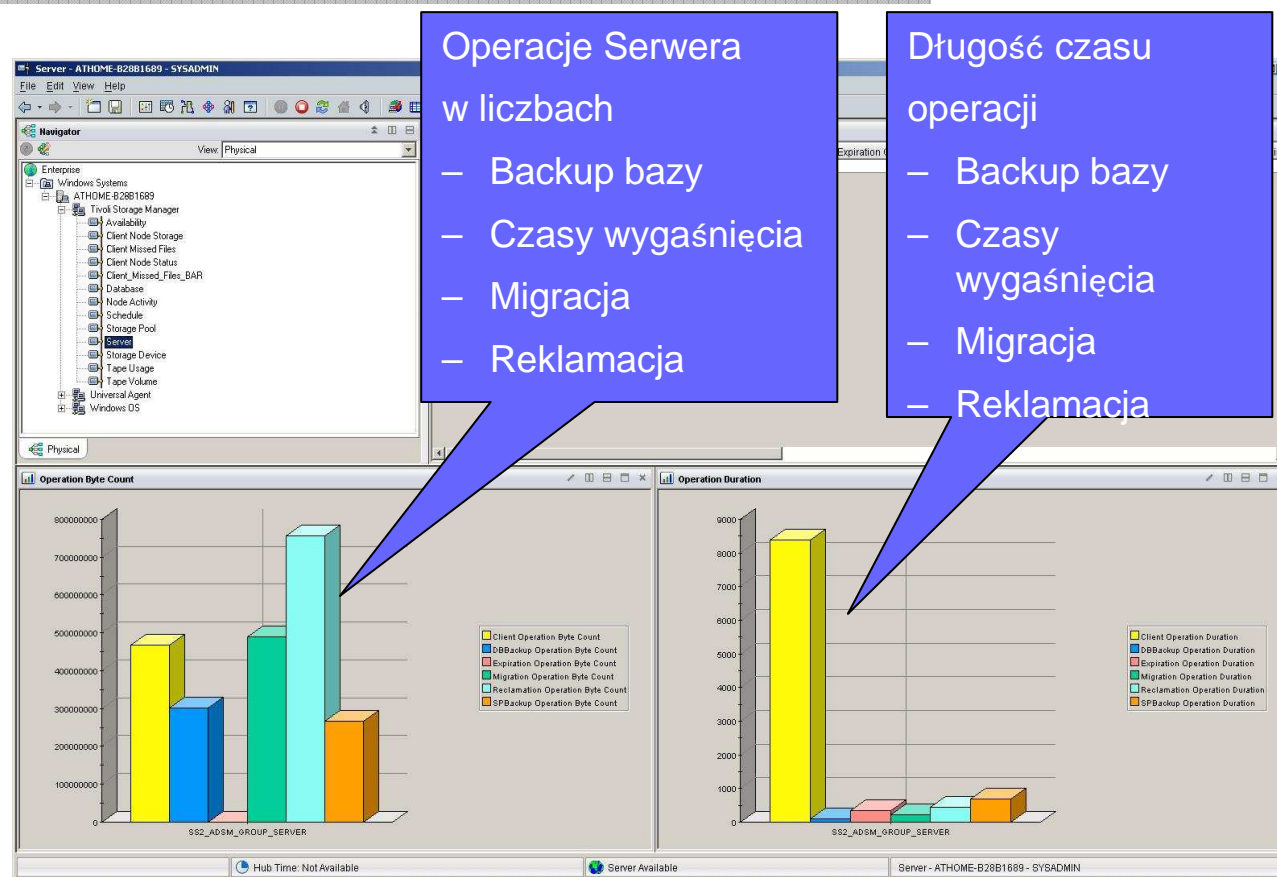 Operacje Serwera
w liczbach
– Backup bazy
– Czasy wygaśnięcia
– Migracja
– Reklamacja
Długość czasu
operacji
– Backup bazy
– Czasy
wygaśnięcia
– Migracja
– Reklamacja
Server - ATHOME-B28B1689 - SYSADMIN
File Edit View Help
Navigator
View: Physical
Enterprise
Windows Systems
ATHOME-B28B1689
Tivoli Storage Manager
Availability
Client Node Storage
Client Missed Files
Client Node Status
Client_Missed_Files_BAR
Database
Node Activity
Schedule
Storage Pool
Server
Storage Device
Tape Usage
Tape Volume
Universal Agent
Windows OS
Physical
Expiration
Operation Byte Count
800000000
700000000
600000000
500000000
400000000
300000000
200000000
100000000
0
SS2_ADSM_GROUP_SERVER
Client Operation Byte Count
DBBackup Operation Byte Count
Expiration Operation Byte Count
Migration Operation Byte Count
Reclamation Operation Byte Count
SPBackup Operation Byte Count
Operation Duration
9000
8000
7000
6000
5000
4000
3000
2000
1000
0
SS2_ADSM_GROUP_SERVER
Client Operation Duration
DBBackup Operation Duration
Expiration Operation Duration
Migration Operation Duration
Reclamation Operation Duration
SPBackup Operation Duration
Hub Time: Not Available
Server Available
Server - ATHOME-B28B1689 - SYSADMIN